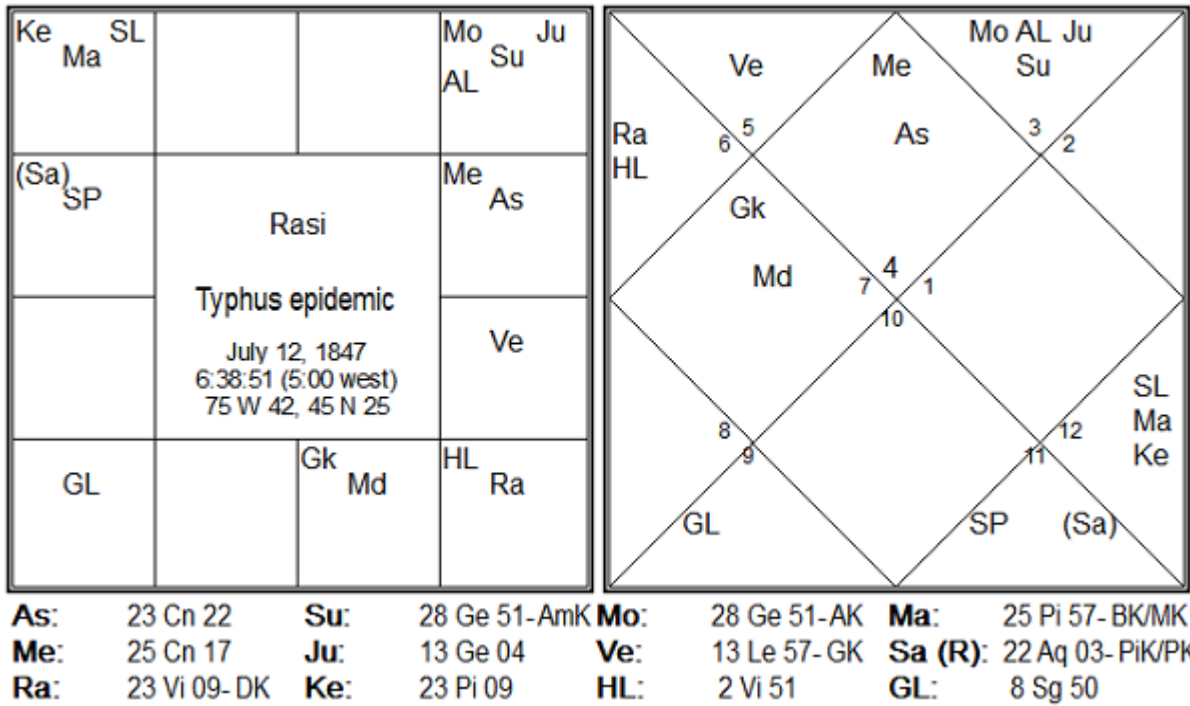 Ke SL Mo Ju
Ma Su
AL
(Sa) Me
SP As
Rasi
Typhus epidemic
July 12, 1847
6:38:51 (5:00 west)
75 W 42, 45 N 25
Ve
GL Gk HL
Md Ra
Mo AL Ju
Su
Ve Me
5 3
6 2
Ra As
HL
Gk
Md
7 4 1
10
SL
Ma
Ke
8 12
9 11
GL SP (Sa)
As: 23 Cn 22 Su: 28 Ge 51-AmK Mo: 28 Ge 51-AK Ma: 25 Pi 57-BK/MK
Me: 25 Cn 17 Ju: 13 Ge 04 Ve: 13 Le 57-GK Sa (R): 22 Aq 03-PiK/PK
Ra: 23 Vi 09-DK Ke: 23 Pi 09 HL: 2 Vi 51 GL: 8 Sg 50